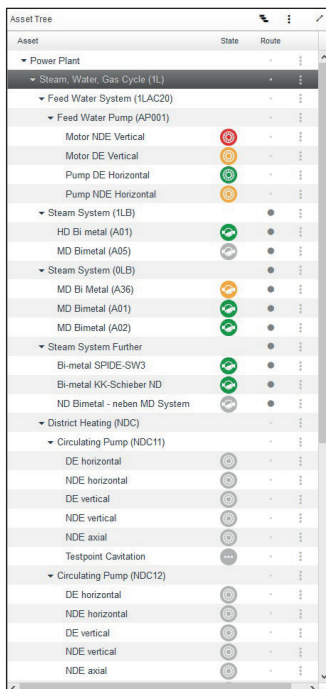 Asset Tree
Asset State Route
Power Plant
Steam, Water, Gas Cycle (1L)
Feed Water System (1LAC20)
Feed Water Pump (AP001)
Motor NDE Vertical
Motor DE Vertical
Pump DE Horizontal
Pump NDE Horizontal
Steam System (1LB)
HD Bi metal (A01)
MD Bimetal (A05)
Steam System (0LB)
MD Bi Metal (A36)
MD Bimetal (A01)
MD Bimetal (A02)
Steam System Further
Bi-metal SPIDE-SW3
Bi-metal KK-Schieber ND
ND Bimetal - neben MD System
District Heating (NDC)
Circulating Pump (NDC11)
DE horizontal
NDE horizontal
DE vertical
NDE vertical
NDE axial
Testpoint Cavitation
Circulating Pump (NDC12)
DE horizontal
NDE horizontal
DE vertical
NDE vertical
NDE axial